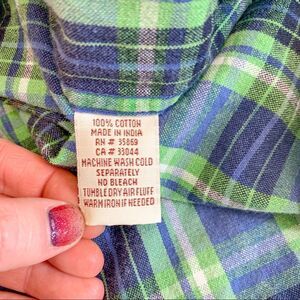 100% COTTON
MADE IN INDIA
RN # 35869
CA # 33044
MACHINE WASH COLD
SEPARATELY
NO BLEACH
TUMBLE DRY AIR FLUFF
WARM IRON IF NEEDED